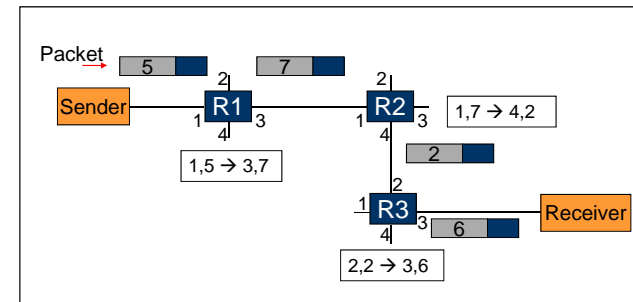 Packet
5
7
2
2
Sender
R1
R2
1
3
1
3
1,7 → 4,2
4
4
1,5 → 3,7
2
2
1
R3
3
Receiver
4
6
2,2 → 3,6